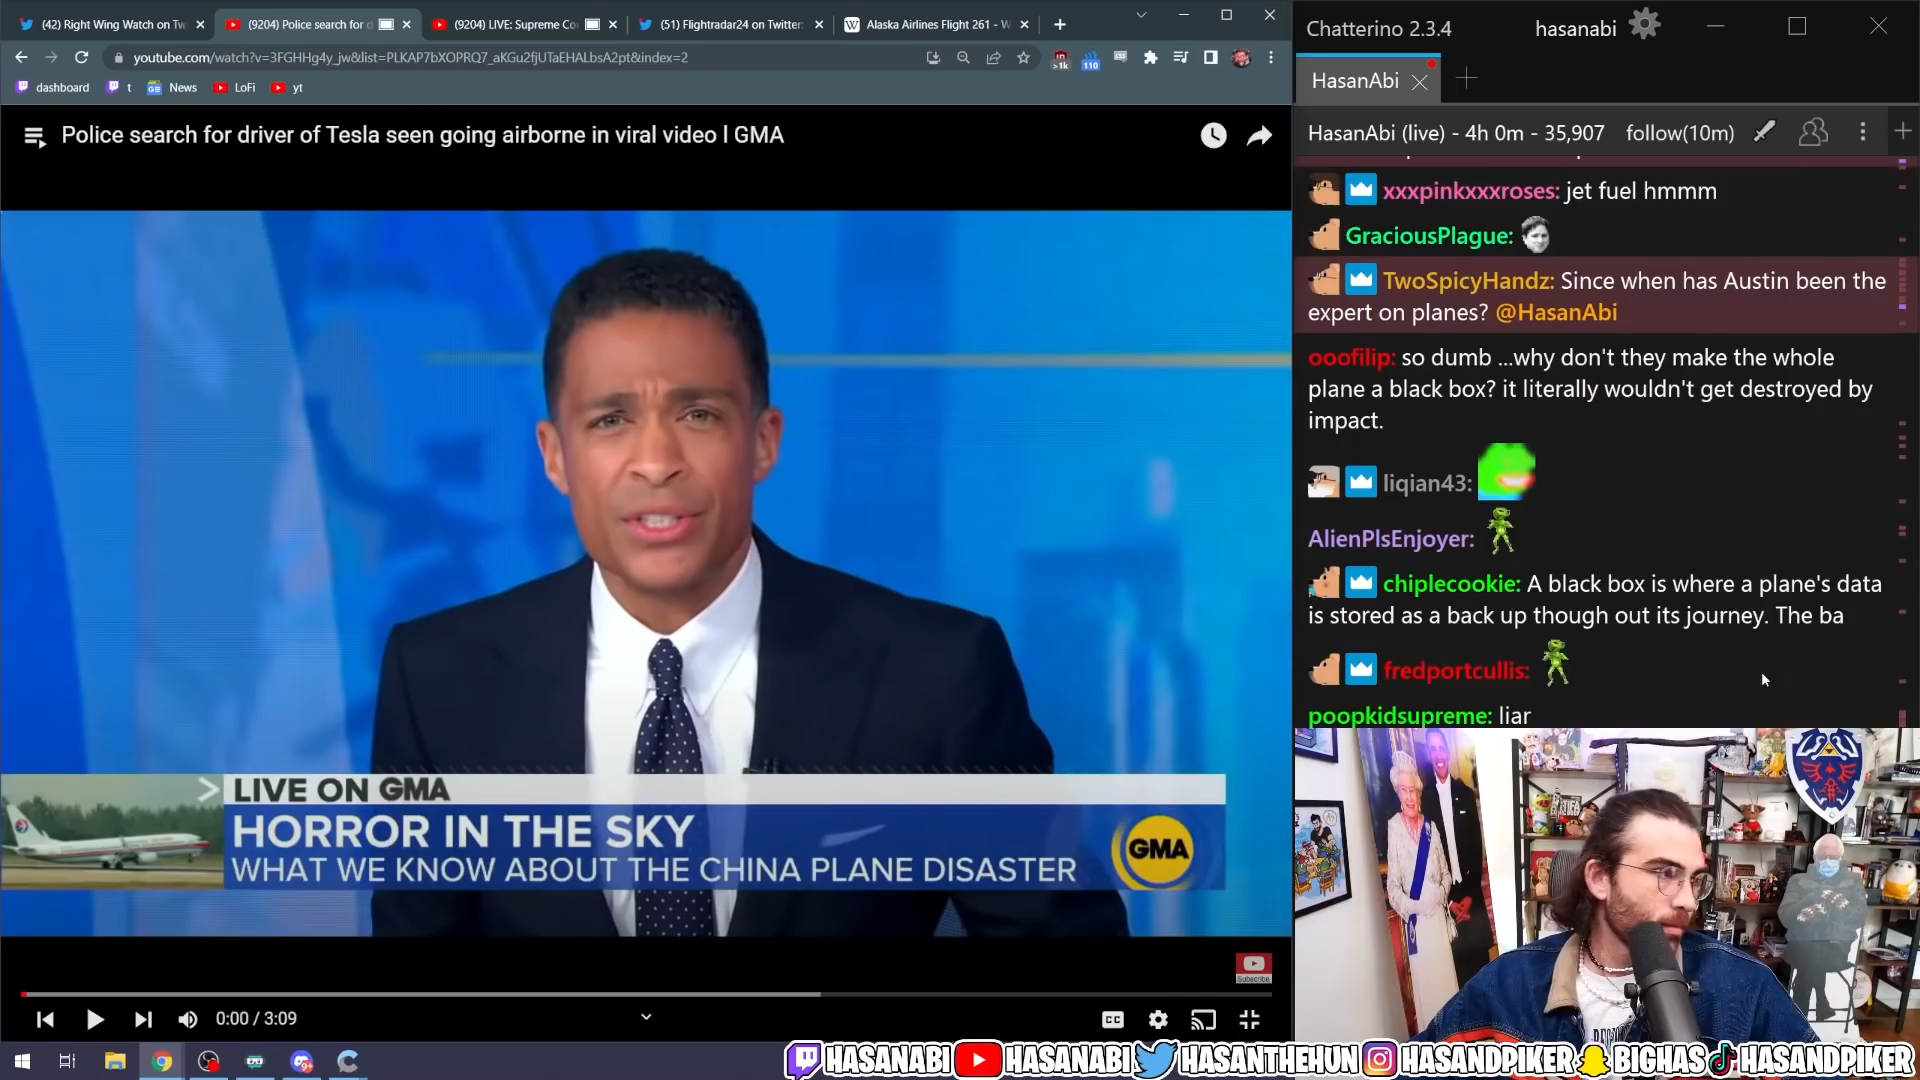 (42) Right Wing Watch on Tw
(9204) Police search for d
(9204) LIVE: Supreme Co
(51) Flightradar24 on Twitter:
Alaska Airlines Flight 261 - W
Chatterino 2.3.4
hasanabi
youtube.com/watch?v=3FGHHg4y_jw&list=PLKAP7bXOPRQ7_aKGu2fjUTaEHALbsA2pt&index=2
>1k
110
dashboard
t
News
LoFi
yt
HasanAbi
Police search for driver of Tesla seen going airborne in viral video l GMA
HasanAbi (live) - 4h 0m - 35,907
follow(10m)
xxxpinkxxxroses: jet fuel hmmm
GraciousPlague:
TwoSpicyHandz: Since when has Austin been the
expert on planes? @HasanAbi
ooofilip: so dumb ...why don't they make the whole
plane a black box? it literally wouldn't get destroyed by
impact.
liqian43:
AlienPlsEnjoyer:
chiplecookie: A black box is where a plane's data
is stored as a back up though out its journey. The ba
fredportcullis:
poopkidsupreme: liar
LIVE ON GMA
HORROR IN THE SKY
WHAT WE KNOW ABOUT THE CHINA PLANE DISASTER
GMA
Subscribe
0:00 / 3:09
CC
HASANABI
HASANABI
HASANTHEHUN
HASANDPIKER
BIGHAS
HASANDPIKER